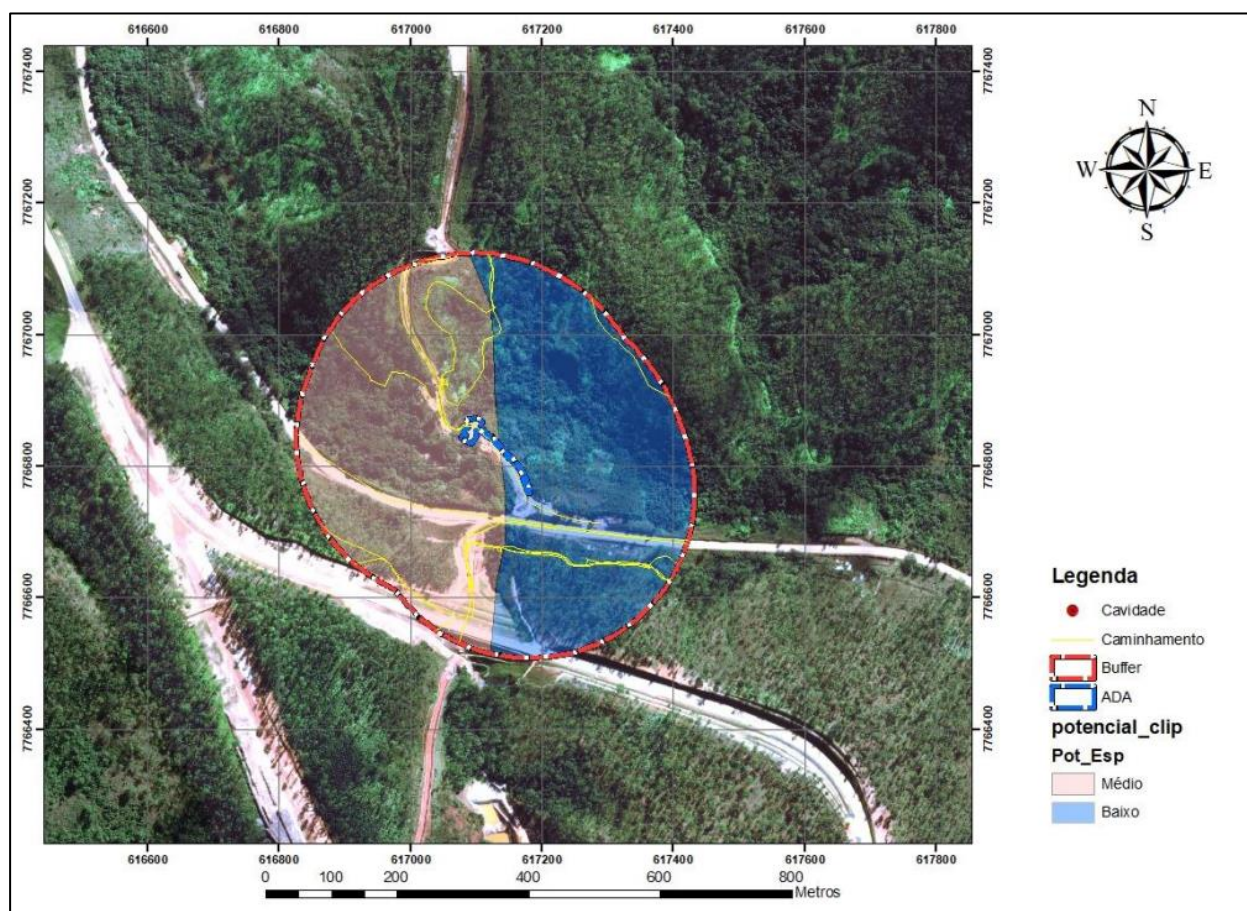 616600 616800 617000 617200 617400 617600 617800
7767400 7767400
7767200 7767200
7767000 7767000
7766800 7766800
7766600 7766600
7766400 7766400
616600 616800 617000 617200 617400 617600 617800
0 100 200 400 600 800
Metros
N
W E
S
Legenda
Cavidade
Caminhamento
Buffer
ADA
potencial_clip
Pot_Esp
Médio
Baixo